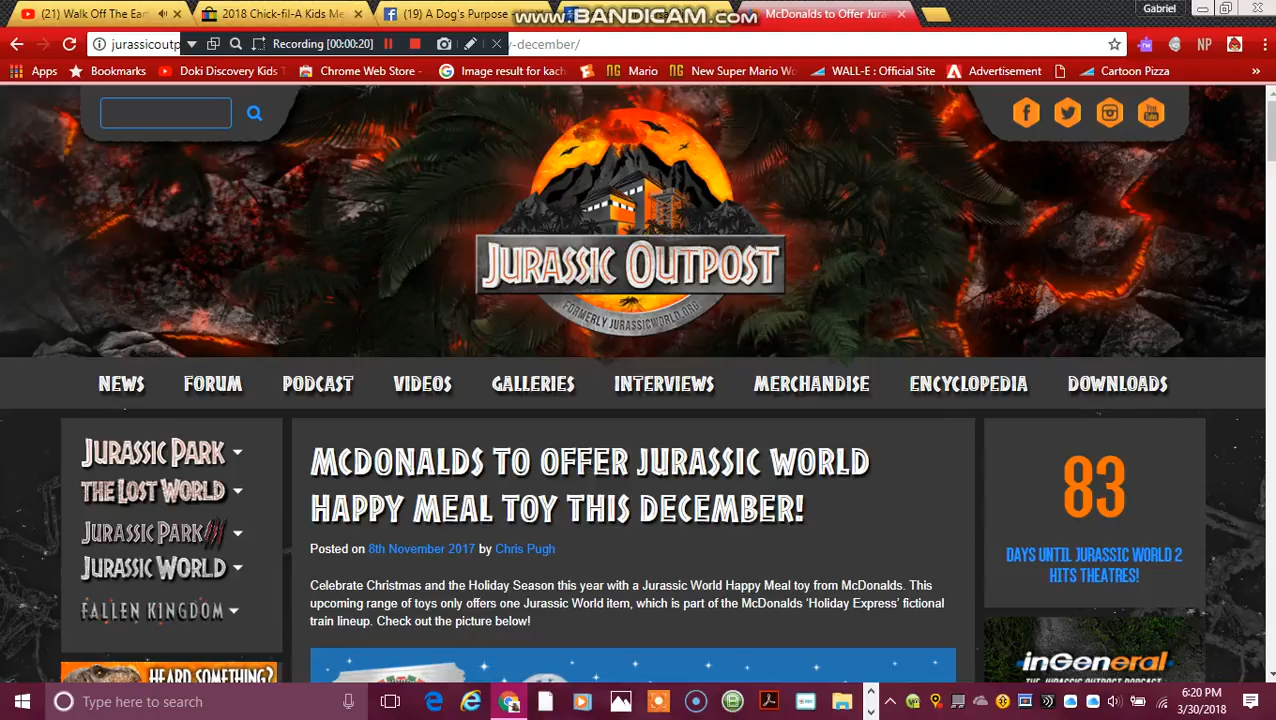 (21) Walk Off The Ear
2018 Chick-fil-A Kids Me
(19) A Dog's Purpose
McDonalds to Offer Jura
Gabriel
www.BANDICAM.com
jurassicoutp
Recording [00:00:20]
y-december/
Apps
Bookmarks
Doki Discovery Kids
Chrome Web Store -
Image result for kach
Mario
New Super Mario Wo
WALL-E : Official Site
Advertisement
Cartoon Pizza
»
JURASSIC OUTPOST
FORMERLY JURASSICWORLD.ORG
NEWS FORUM PODCAST VIDEOS GALLERIES INTERVIEWS MERCHANDISE ENCYCLOPEDIA DOWNLOADS
JURASSIC PARK
THE LOST WORLD
JURASSIC PARK
JURASSIC WORLD
FALLEN KINGDOM
HEARD SOMETHING?
MCDONALDS TO OFFER JURASSIC WORLD
HAPPY MEAL TOY THIS DECEMBER!
Posted on 8th November 2017 by Chris Pugh
Celebrate Christmas and the Holiday Season this year with a Jurassic World Happy Meal toy from McDonalds. This
upcoming range of toys only offers one Jurassic World item, which is part of the McDonalds 'Holiday Express' fictional
train lineup. Check out the picture below!
83
DAYS UNTIL JURASSIC WORLD 2
HITS THEATRES!
inGeneral
THE JURASSIC OUTPOST PODCAST
Type here to search
6:20 PM
3/30/2018